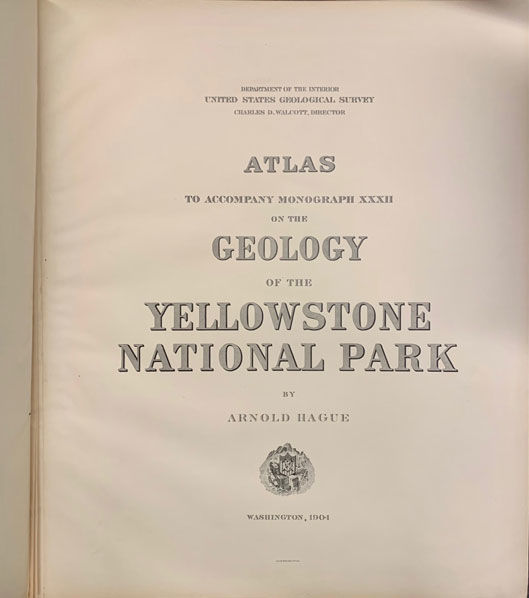 DEPARTMENT OF THE INTERIOR
UNITED STATES GEOLOGICAL SURVEY
CHARLES D. WALCOTT, DIRECTOR
ATLAS
TO ACCOMPANY MONOGRAPH XXXII
ON THE
GEOLOGY
OF THE
YELLOWSTONE
NATIONAL PARK
BY
ARNOLD HAGUE
WASHINGTON, 1904